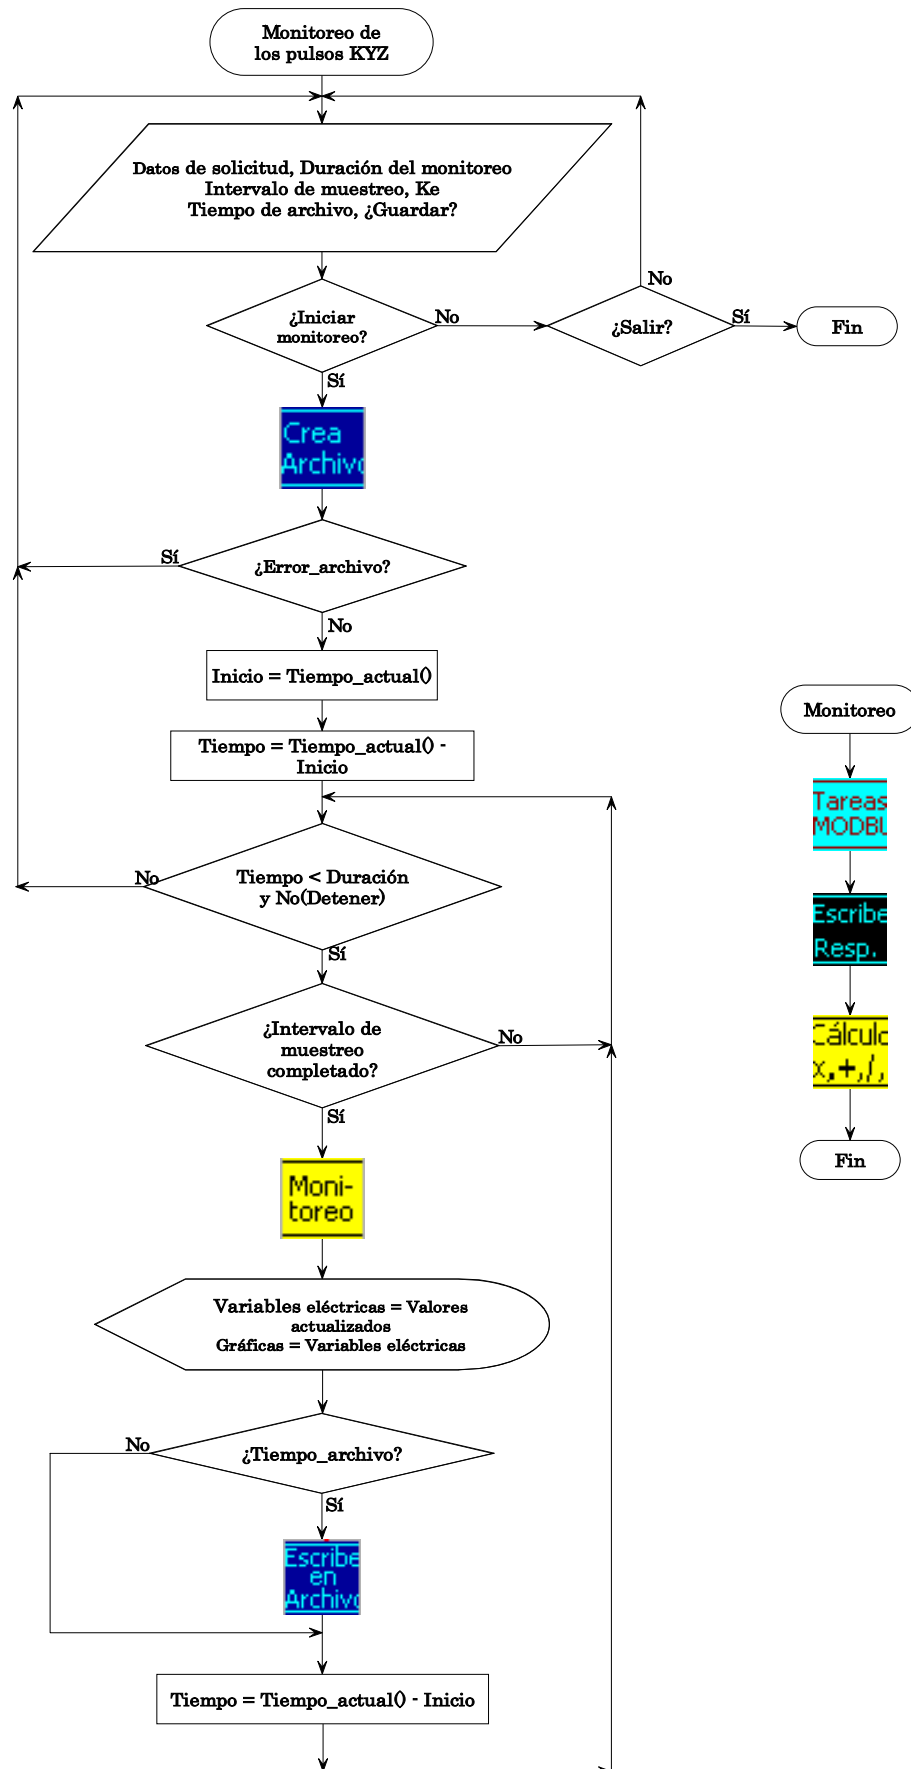 Monitoreo de
los pulsos KYZ
Datos de solicitud, Duración del monitoreo
Intervalo de muestreo, Ke
Tiempo de archivo, ¿Guardar?
¿Iniciar
monitoreo?
No
¿Salir?
No
Sí
Fin
Sí
Crea
Archivo
¿Error_archivo?
Sí
No
Inicio = Tiempo_actual()
Tiempo = Tiempo_actual() -
Inicio
Tiempo < Duración
y No(Detener)
No
Sí
¿Intervalo de
muestreo
completado?
No
Sí
Moni-
toreo
Variables eléctricas = Valores
actualizados
Gráficas = Variables eléctricas
¿Tiempo_archivo?
No
Sí
Escribe
en
Archivo
Tiempo = Tiempo_actual() - Inicio
Monitoreo
Tareas
MODBU
Escribe
Resp.
Cálculo
x,+,/,
Fin